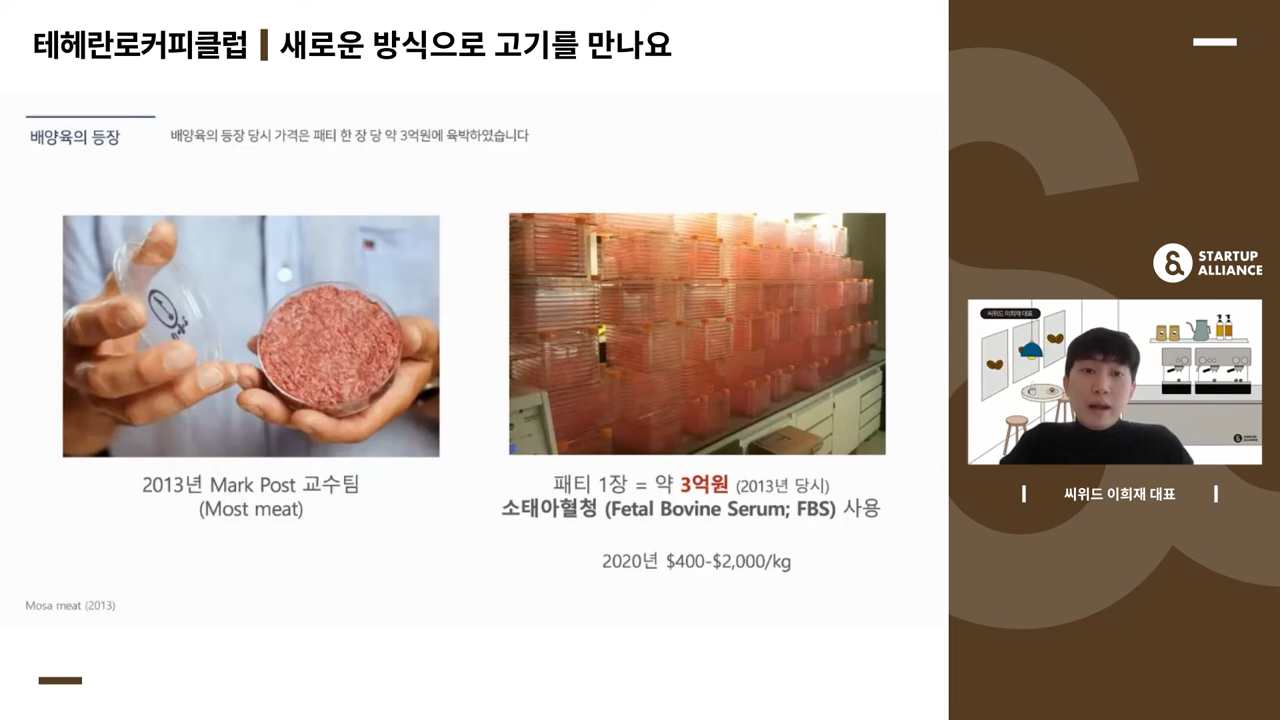 테헤란로커피클럽 | 새로운 방식으로 고기를 만나요
배양육의 등장
배양육의 등장 당시 가격은 패티 한 장 당 약 3억원에 육박하였습니다
2013년 Mark Post 교수팀
(Most meat)
패티 1장 = 약 3억원 (2013년 당시)
소태아혈청 (Fetal Bovine Serum; FBS) 사용
2020년 $400-$2,000/kg
Mosa meat (2013)
STARTUP
ALLIANCE
씨위드 이희재 대표
STARTUP
ALLIANCE
씨위드 이희재 대표